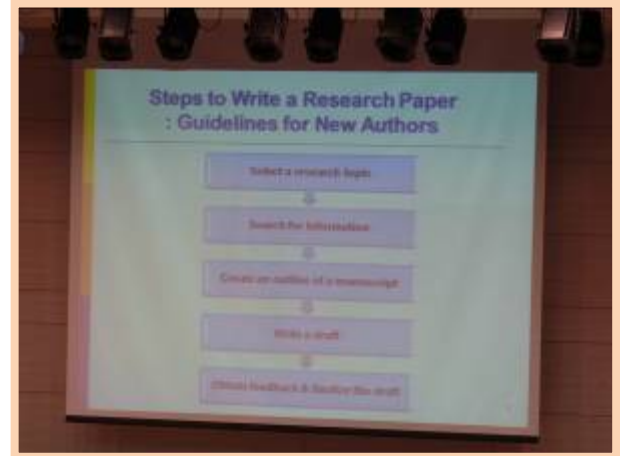 Steps to Write a Research Paper
: Guidelines for New Authors
Select a research topic
Search for information
Create an outline of a manuscript
Write a draft
Obtain feedback & Revise the draft